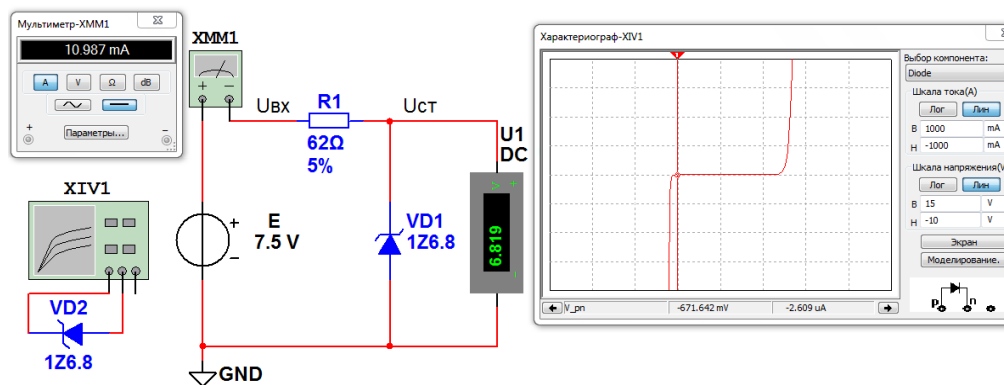 Мультиметр-XMM1
10.987 mA
A V Ω dB
Параметры...
+ −
XMM1
+ −
UВХ
R1
62Ω
5%
UСТ
U1
DC
V
+
6.819
−
E
7.5 V
+
−
VD1
1Z6.8
XIV1
VD2
1Z6.8
GND
Характериограф-XIV1
1
V_pn -671.642 mV -2.609 uA
Выбор компонента:
Diode
Шкала тока(А)
Лог Лин
В 1000 mA
Н -1000 mA
Шкала напряжения(V
Лог Лин
В 15 V
Н -10 V
Экран
Моделирование.
p n